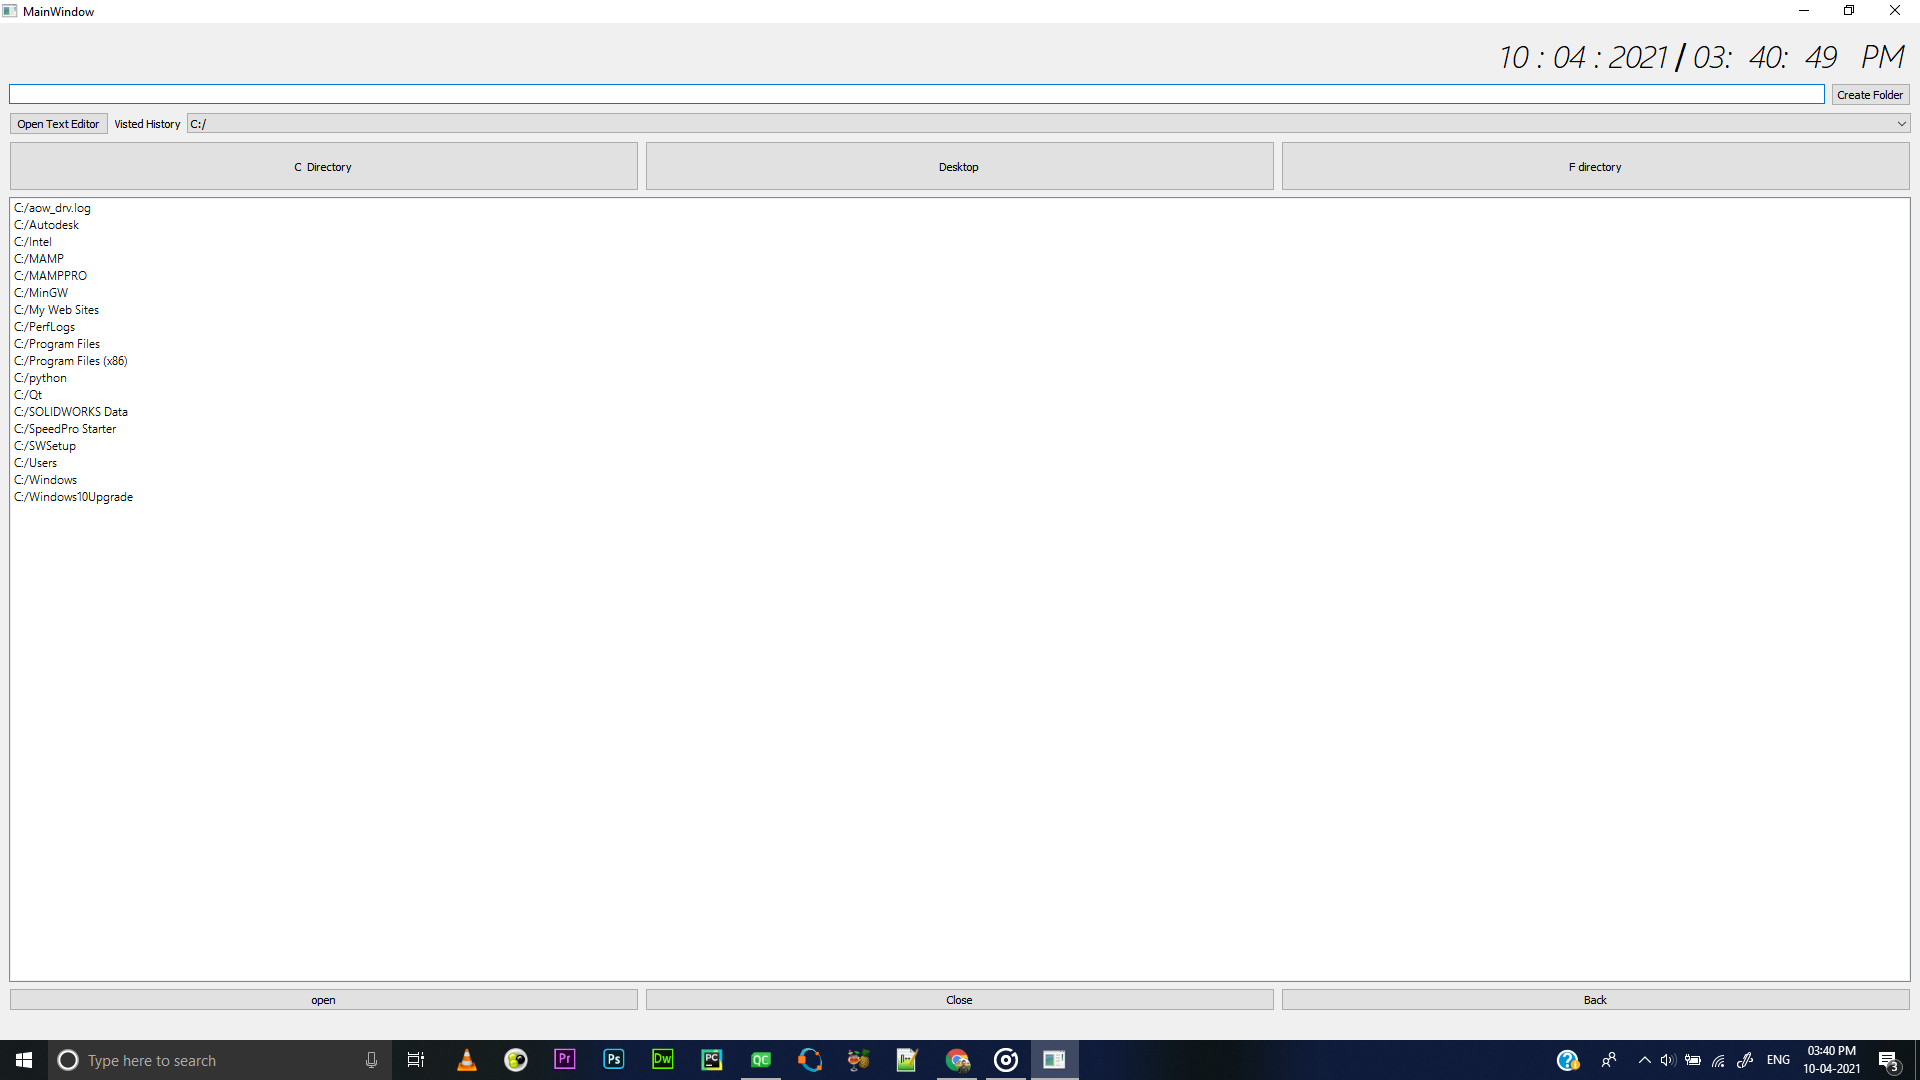 MainWindow
10 : 04 : 2021 / 03: 40: 49 PM
Create Folder
Open Text Editor Visted History C:/
C Directory Desktop F directory
C:/aow_drv.log
C:/Autodesk
C:/Intel
C:/MAMP
C:/MAMPPRO
C:/MinGW
C:/My Web Sites
C:/PerfLogs
C:/Program Files
C:/Program Files (x86)
C:/python
C:/Qt
C:/SOLIDWORKS Data
C:/SpeedPro Starter
C:/SWSetup
C:/Users
C:/Windows
C:/Windows10Upgrade
open Close Back
Type here to search Pr Ps Dw PC QC ENG 03:40 PM
10-04-2021 3